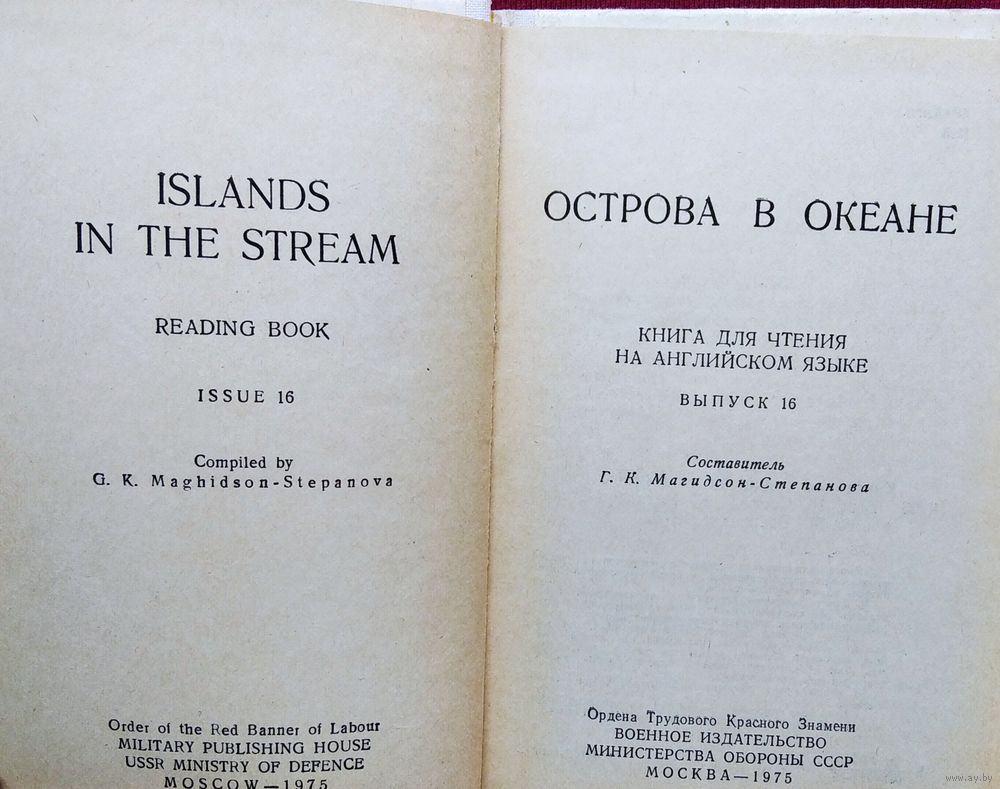 ISLANDS
IN THE STREAM
READING BOOK
ISSUE 16
Compiled by
G. K. Maghidson-Stepanova
Order of the Red Banner of Labour
MILITARY PUBLISHING HOUSE
USSR MINISTRY OF DEFENCE
MOSCOW—1975
ОСТРОВА В ОКЕАНЕ
КНИГА ДЛЯ ЧТЕНИЯ
НА АНГЛИЙСКОМ ЯЗЫКЕ
ВЫПУСК 16
Составитель
Г. К. Магидсон-Степанова
Ордена Трудового Красного Знамени
ВОЕННОЕ ИЗДАТЕЛЬСТВО
МИНИСТЕРСТВА ОБОРОНЫ СССР
МОСКВА—1975
www.ay.by